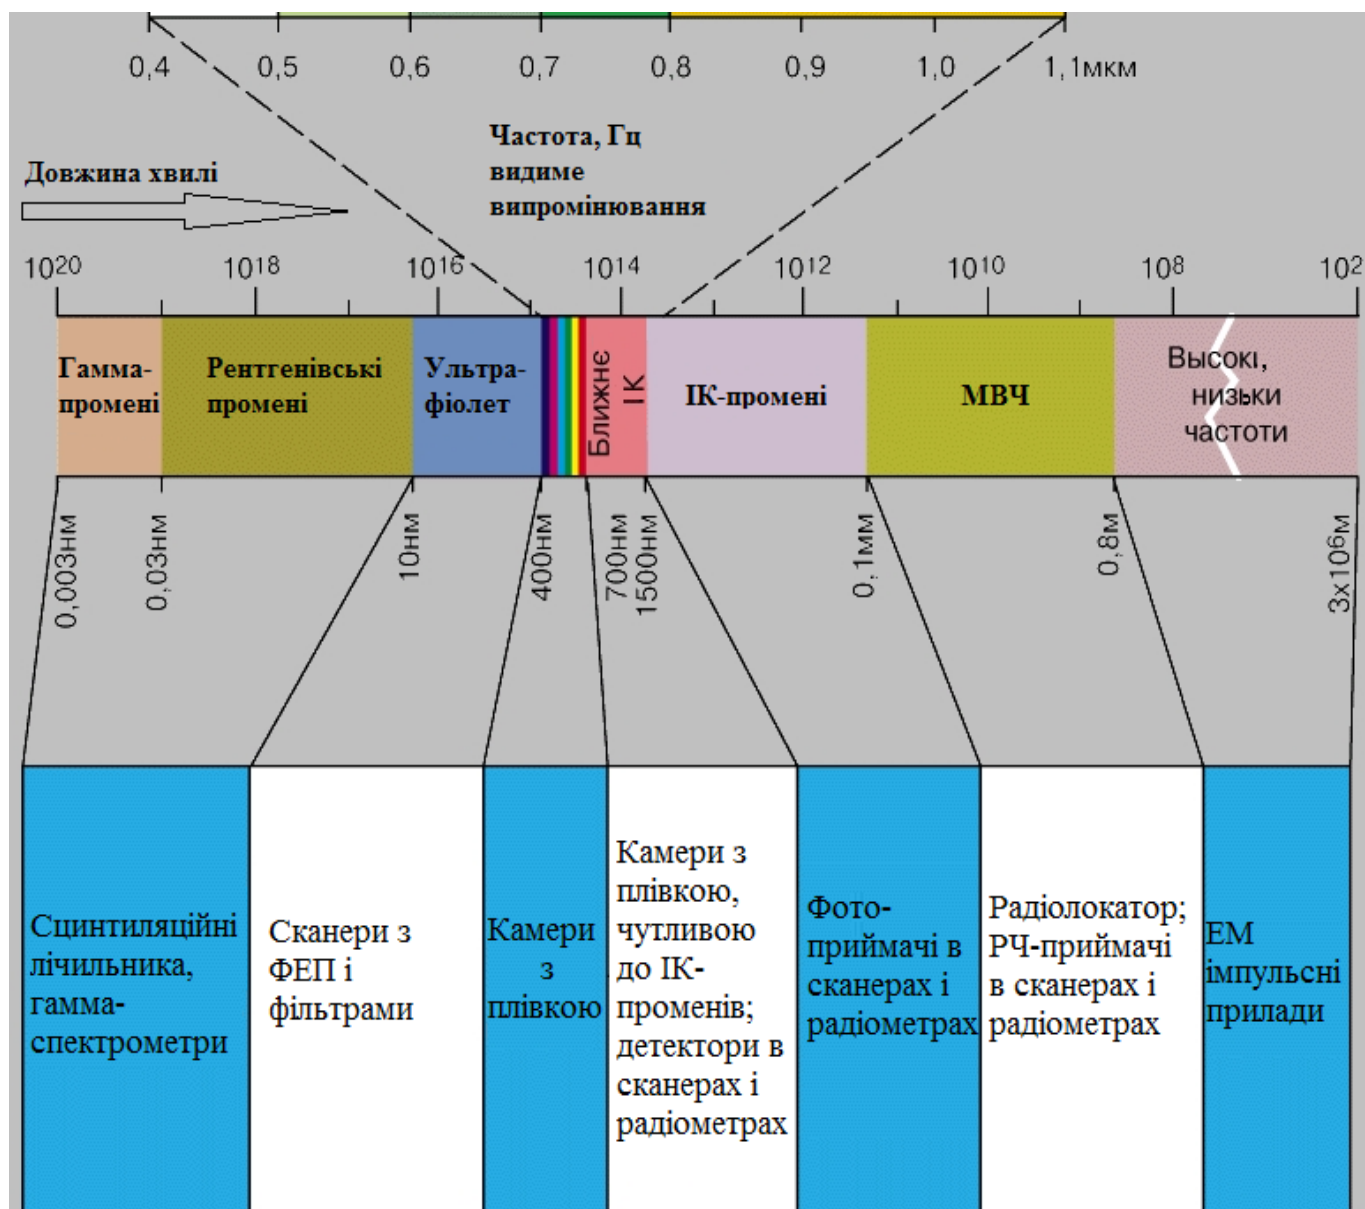 0,4 0,5 0,6 0,7 0,8 0,9 1,0 1,1мкм
Частота, Гц
видиме
випромінювання
Довжина хвилі
10²⁰ 10¹⁸ 10¹⁶ 10¹⁴ 10¹² 10¹⁰ 10⁸ 10²
Гамма-
промені
Рентгенівські
промені
Ультра-
фіолет
Ближнє
ІК
ІК-промені
МВЧ
Высокі,
низьки
частоти
0,003нм
0,03нм
10нм
400нм
700нм
1500нм
0,1мм
0,8м
3x10⁶м
Сцинтиляційні
лічильника,
гамма-
спектрометри
Сканери з
ФЕП і
фільтрами
Камери
з
плівкою
Камери з
плівкою,
чутливою
до ІК-
променів;
детектори в
сканерах і
радіометрах
Фото-
приймачі в
сканерах і
радіометрах
Радіолокатор;
РЧ-приймачі
в сканерах і
радіометрах
ЕМ
імпульсні
прилади